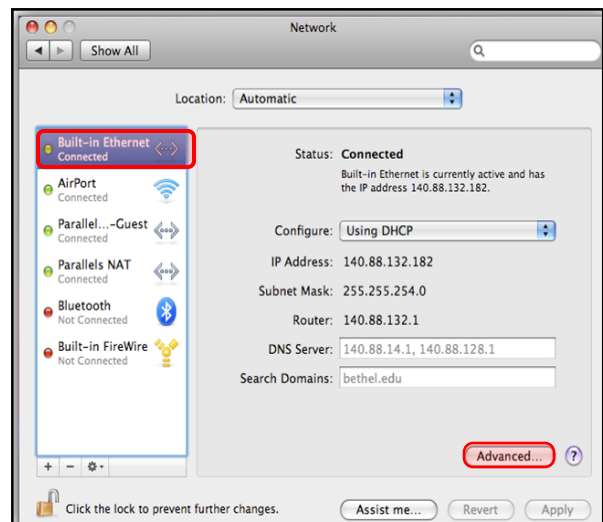 Network
Show All
Location: Automatic
Built-in Ethernet
Connected
AirPort
Connected
Parallel...-Guest
Connected
Parallels NAT
Connected
Bluetooth
Not Connected
Built-in FireWire
Not Connected
+ -
Status: Connected
Built-in Ethernet is currently active and has
the IP address 140.88.132.182.
Configure: Using DHCP
IP Address: 140.88.132.182
Subnet Mask: 255.255.254.0
Router: 140.88.132.1
DNS Server: 140.88.14.1, 140.88.128.1
Search Domains: bethel.edu
Advanced... ?
Click the lock to prevent further changes.
Assist me... Revert Apply